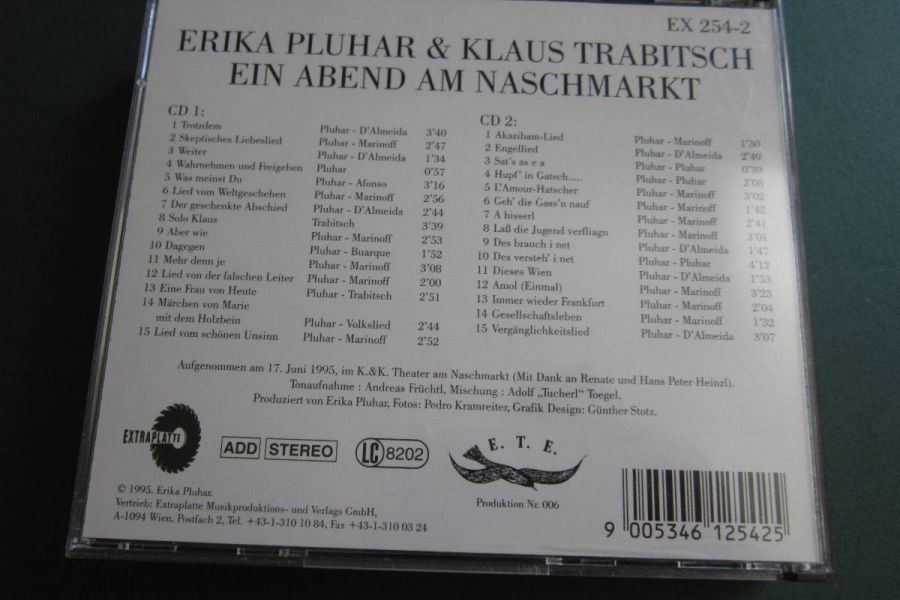 EX 254-2
ERIKA PLUHAR & KLAUS TRABITSCH
EIN ABEND AM NASCHMARKT
CD 1:
1 Trotzdem Pluhar - D'Almeida 3'40
2 Skeptisches Liebeslied Pluhar - Marinoff 2'47
3 Weiter Pluhar - D'Almeida 1'34
4 Wahrnehmen und Freigeben Pluhar 0'57
5 Was meinst Du Pluhar - Afonso 3'16
6 Lied vom Weltgeschehen Pluhar - Marinoff 2'56
7 Der geschenkte Abschied Pluhar - D'Almeida 2'44
8 Solo Klaus Trabitsch 3'39
9 Aber wie Pluhar - Marinoff 2'53
10 Dagegen Pluhar - Buarque 1'52
11 Mehr denn je Pluhar - Marinoff 3'08
12 Lied von der falschen Leiter Pluhar - Marinoff 2'00
13 Eine Frau von Heute Pluhar - Trabitsch 2'51
14 Märchen von Marie
mit dem Holzbein Pluhar - Volkslied 2'44
15 Lied vom schönen Unsinn Pluhar - Marinoff 2'52
CD 2:
1 Akazibam-Lied Pluhar - Marinoff 1'30
2 Engellied Pluhar - D'Almeida 2'49
3 Sat's as e a Pluhar - Pluhar 0'39
4 Hupf' in Gatsch..... Pluhar - Pluhar 2'08
5 L'Amour-Hatscher Pluhar - Marinoff 3'02
6 Geh' die Gass'n nauf Pluhar - Marinoff 1'42
7 A bisserl Pluhar - Marinoff 2'41
8 Laß die Jugend verfliagn Pluhar - Marinoff 3'01
9 Des brauch i net Pluhar - D'Almeida 1'47
10 Des versteh' i net Pluhar - Pluhar 4'12
11 Dieses Wien Pluhar - D'Almeida 1'53
12 Amol (Einmal) Pluhar - Marinoff 3'23
13 Immer wieder Frankfurt Pluhar - Marinoff 2'04
14 Gesellschaftsleben Pluhar - Marinoff 1'32
15 Vergänglichkeitslied Pluhar - D'Almeida 3'07
Aufgenommen am 17. Juni 1995, im K.&K. Theater am Naschmarkt (Mit Dank an Renate und Hans Peter Heinzl).
Tonaufnahme : Andreas Früchtl, Mischung : Adolf „Tucherl" Toegel,
Produziert von Erika Pluhar, Fotos: Pedro Kramreiter, Grafik Design: Günther Stotz.
EXTRAPLATTE
ADD STEREO LC 8202
E. T. E.
Produktion Nr. 006
© 1995. Erika Pluhar.
Vertrieb: Extraplatte Musikproduktions- und Verlags GmbH,
A-1094 Wien, Postfach 2, Tel. +43-1-310 10 84, Fax +43-1-310 03 24
9 005346 125425